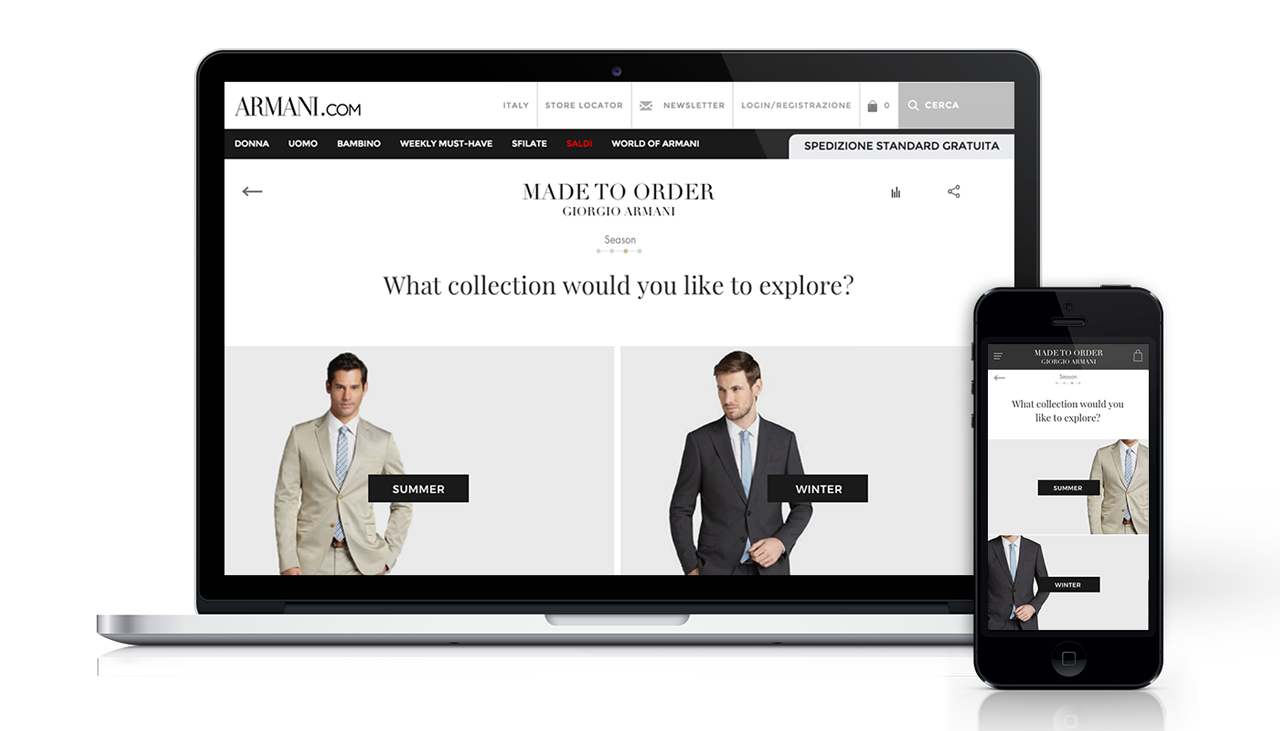 ARMANI.COM
ITALY
STORE LOCATOR
NEWSLETTER
LOGIN/REGISTRAZIONE
0
CERCA
DONNA
UOMO
BAMBINO
WEEKLY MUST-HAVE
SFILATE
SALDI
WORLD OF ARMANI
SPEDIZIONE STANDARD GRATUITA
MADE TO ORDER
GIORGIO ARMANI
Season
What collection would you like to explore?
SUMMER
WINTER
MADE TO ORDER
GIORGIO ARMANI
Season
What collection would you
like to explore?
SUMMER
WINTER